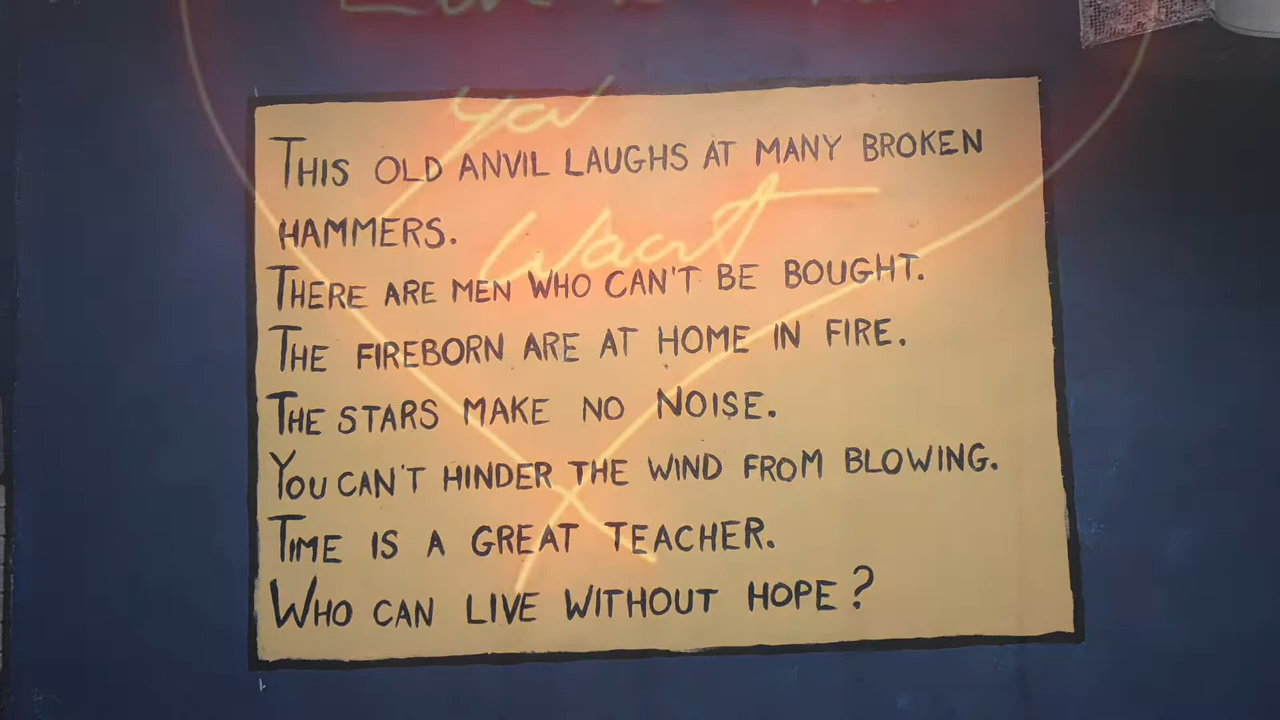 You
Want
THIS OLD ANVIL LAUGHS AT MANY BROKEN
HAMMERS.
THERE ARE MEN WHO CAN'T BE BOUGHT.
THE FIREBORN ARE AT HOME IN FIRE.
THE STARS MAKE NO NOISE.
YOU CAN'T HINDER THE WIND FROM BLOWING.
TIME IS A GREAT TEACHER.
WHO CAN LIVE WITHOUT HOPE?